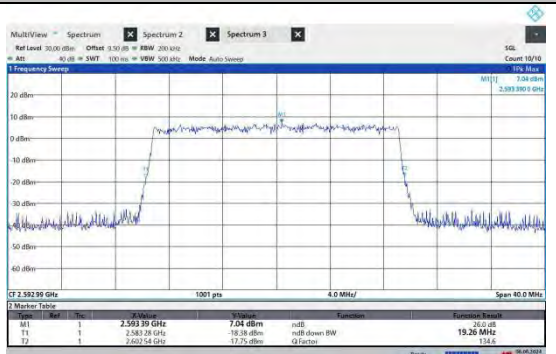 MultiView Spectrum Spectrum 2 Spectrum 3
Ref Level 30.00 dBm Offset 9.50 dB RBW 200 kHz SGL
Att 40 dB SWT 100 ms VBW 500 kHz Mode Auto Sweep Count 10/10
1 Frequency Sweep 1Pk Max
M1[1] 7.04 dBm
2.593 390 0 GHz
20 dBm
10 dBm
M1
0 dBm
-10 dBm
T1
T2
-20 dBm
-30 dBm
-50 dBm
-60 dBm
CF 2.592 99 GHz 1001 pts 4.0 MHz/ Span 40.0 MHz
2 Marker Table
Type Ref Trc X-Value Y-Value Function Function Result
M1 1 2.593 39 GHz 7.04 dBm ndB 26.0 dB
T1 1 2.583 28 GHz -18.38 dBm ndB down BW 19.26 MHz
T2 1 2.602 54 GHz -17.75 dBm Q Factor 134.6